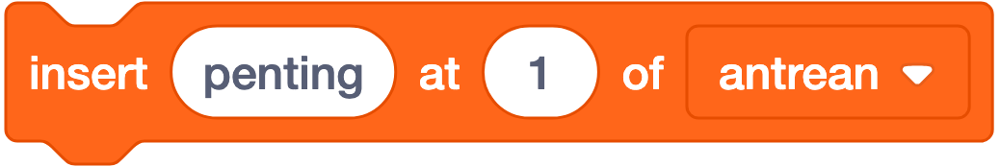 insert penting at 1 of antrean